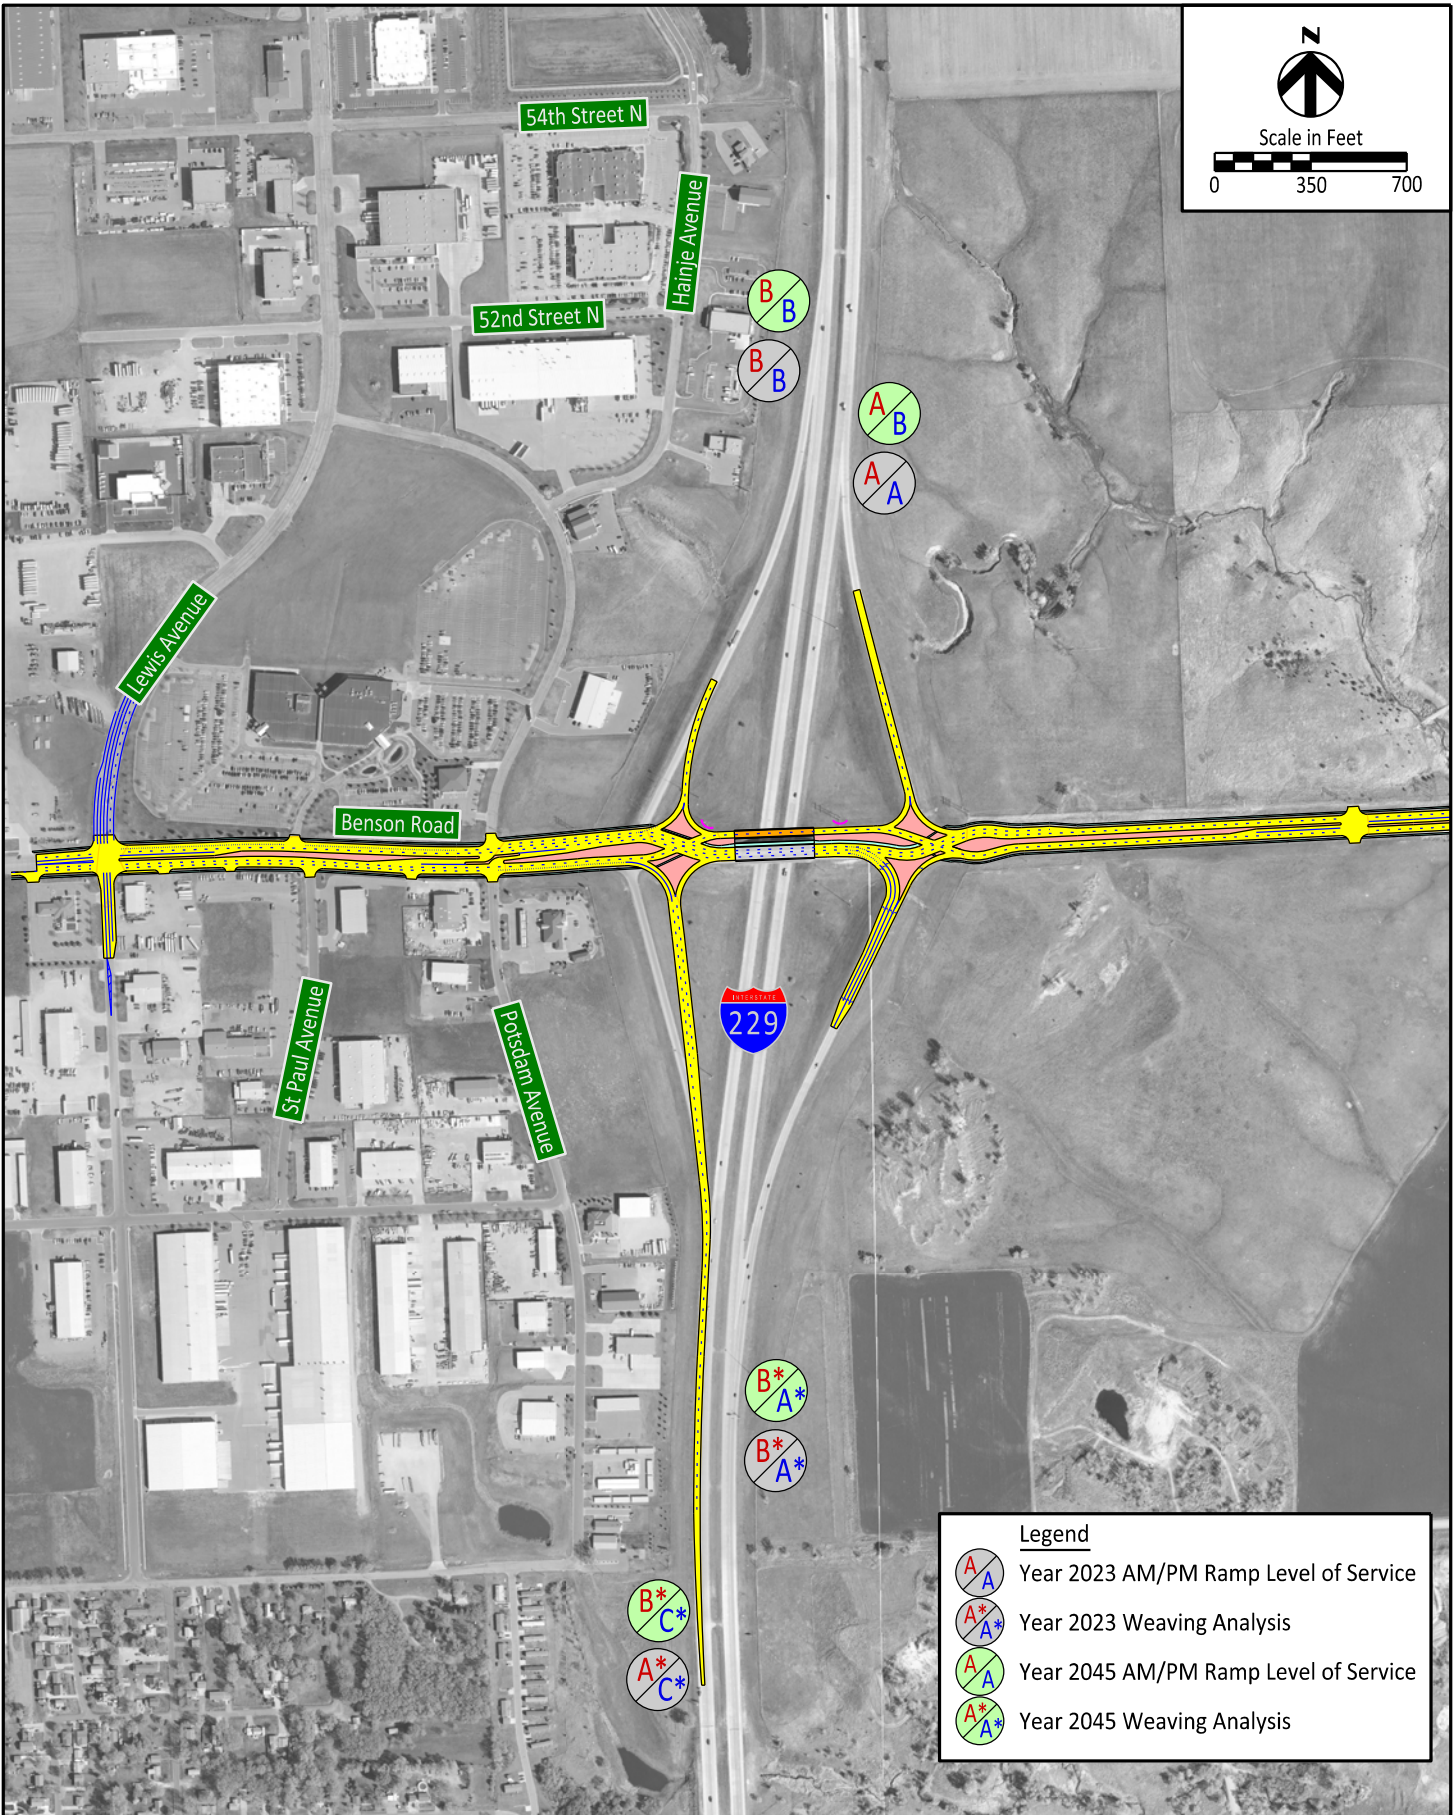 N
Scale in Feet
0 350 700
54th Street N
Hainje Avenue
52nd Street N
B B
B B
A B
A A
Lewis Avenue
Benson Road
INTERSTATE
229
St Paul Avenue
Potsdam Avenue
B* A*
B* A*
B* C*
A* C*
Legend
A A Year 2023 AM/PM Ramp Level of Service
A* A* Year 2023 Weaving Analysis
A A Year 2045 AM/PM Ramp Level of Service
A* A* Year 2045 Weaving Analysis